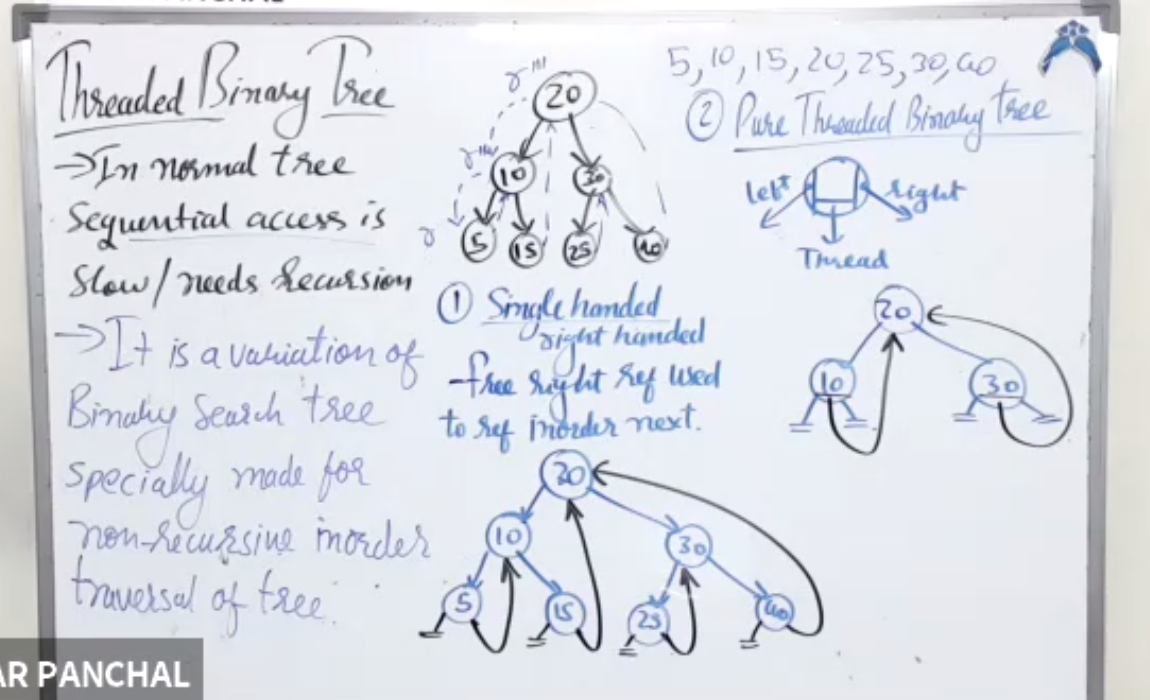 Threaded Binary Tree
→In normal tree
Sequential access is
Slow/needs recursion
→It is a variation of
Binary Search tree
specially made for
non-recursive inorder
traversal of tree.
20
10
30
5
15
25
40
① Single handed
right handed
-free right ref used
to ref inorder next.
20
10
30
5
15
25
40
5,10,15,20,25,30,40
② Pure Threaded Binary tree
left
right
Thread
20
10
30
AR PANCHAL